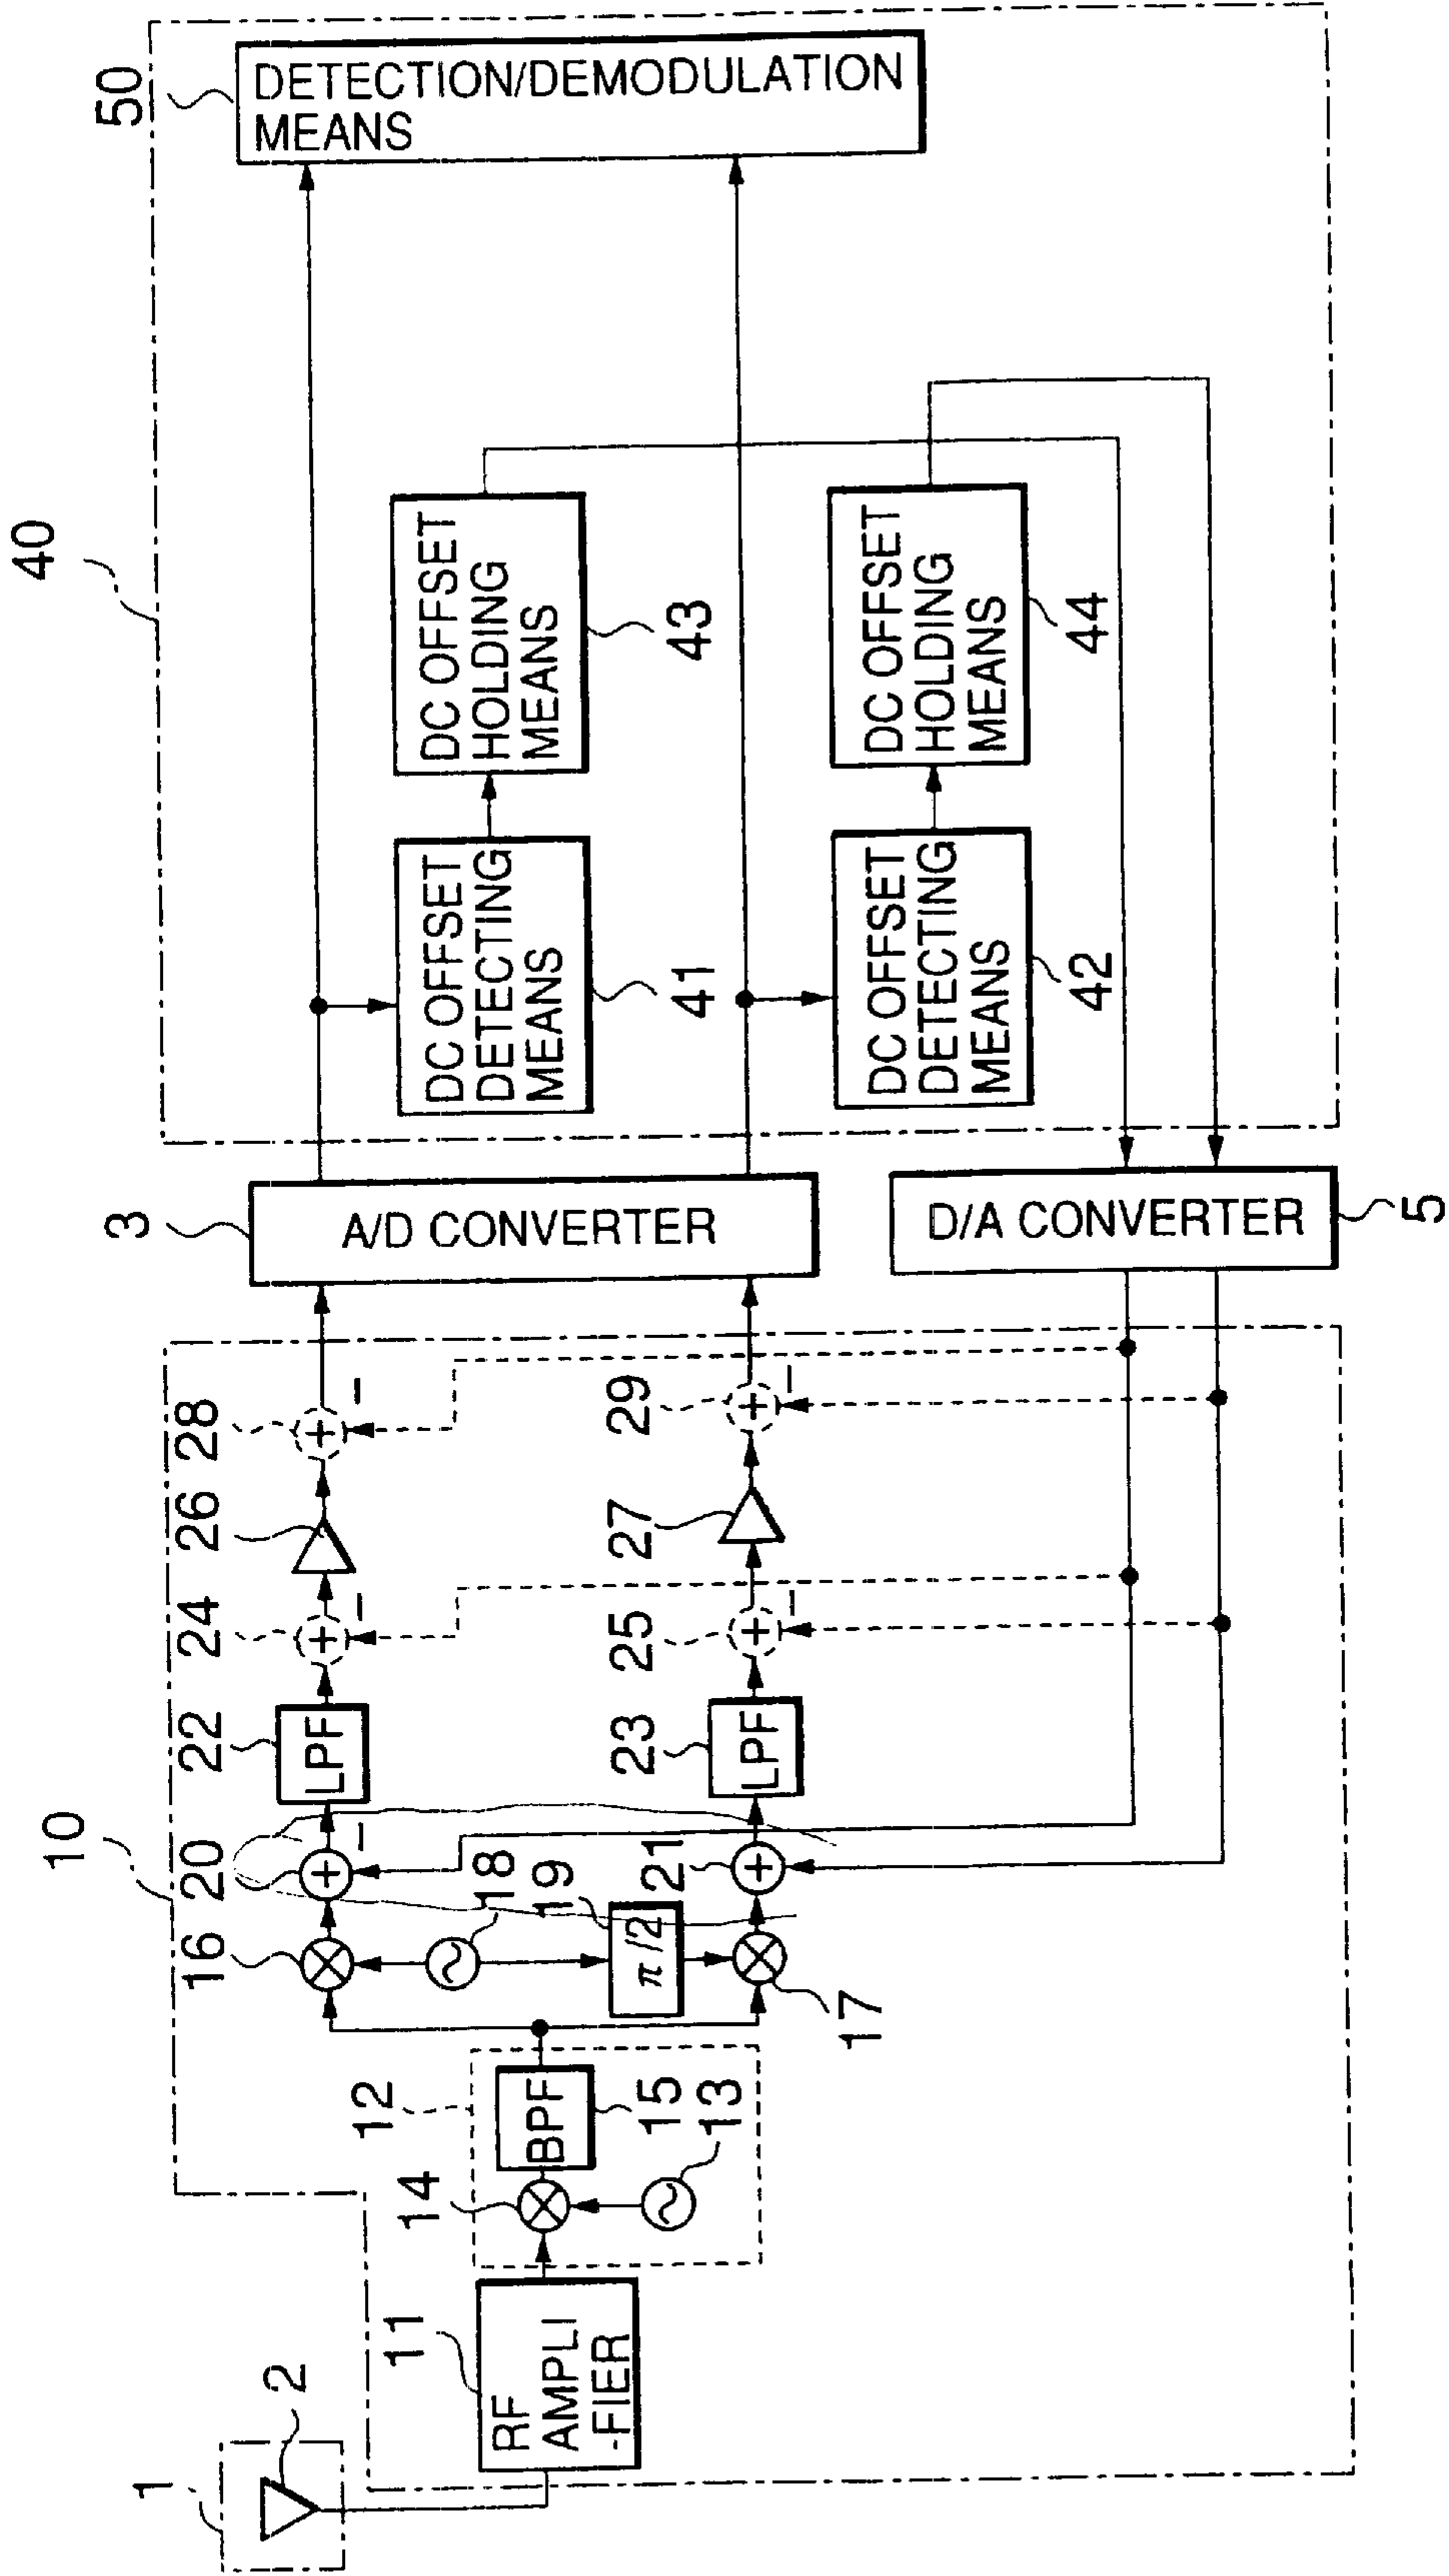 1
2
10
11
RF
AMPLI
-FIER
12
14
BPF
15
13
16
20
22
LPF
24
26
28
−
−
−
18
19
π/2
17
21
23
LPF
25
27
29
−
−
3
A/D CONVERTER
D/A CONVERTER
5
40
DC OFFSET
DETECTING
MEANS
41
DC OFFSET
HOLDING
MEANS
43
DC OFFSET
DETECTING
MEANS
42
DC OFFSET
HOLDING
MEANS
44
50
DETECTION/DEMODULATION
MEANS